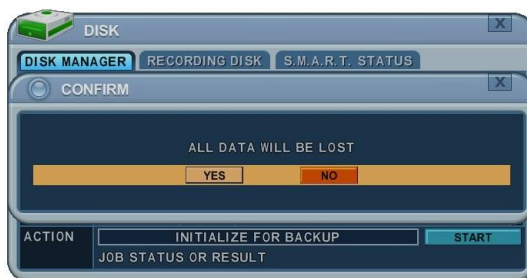 DISK X
DISK MANAGER RECORDING DISK S.M.A.R.T. STATUS
CONFIRM X
ALL DATA WILL BE LOST
YES NO
ACTION INITIALIZE FOR BACKUP START
JOB STATUS OR RESULT